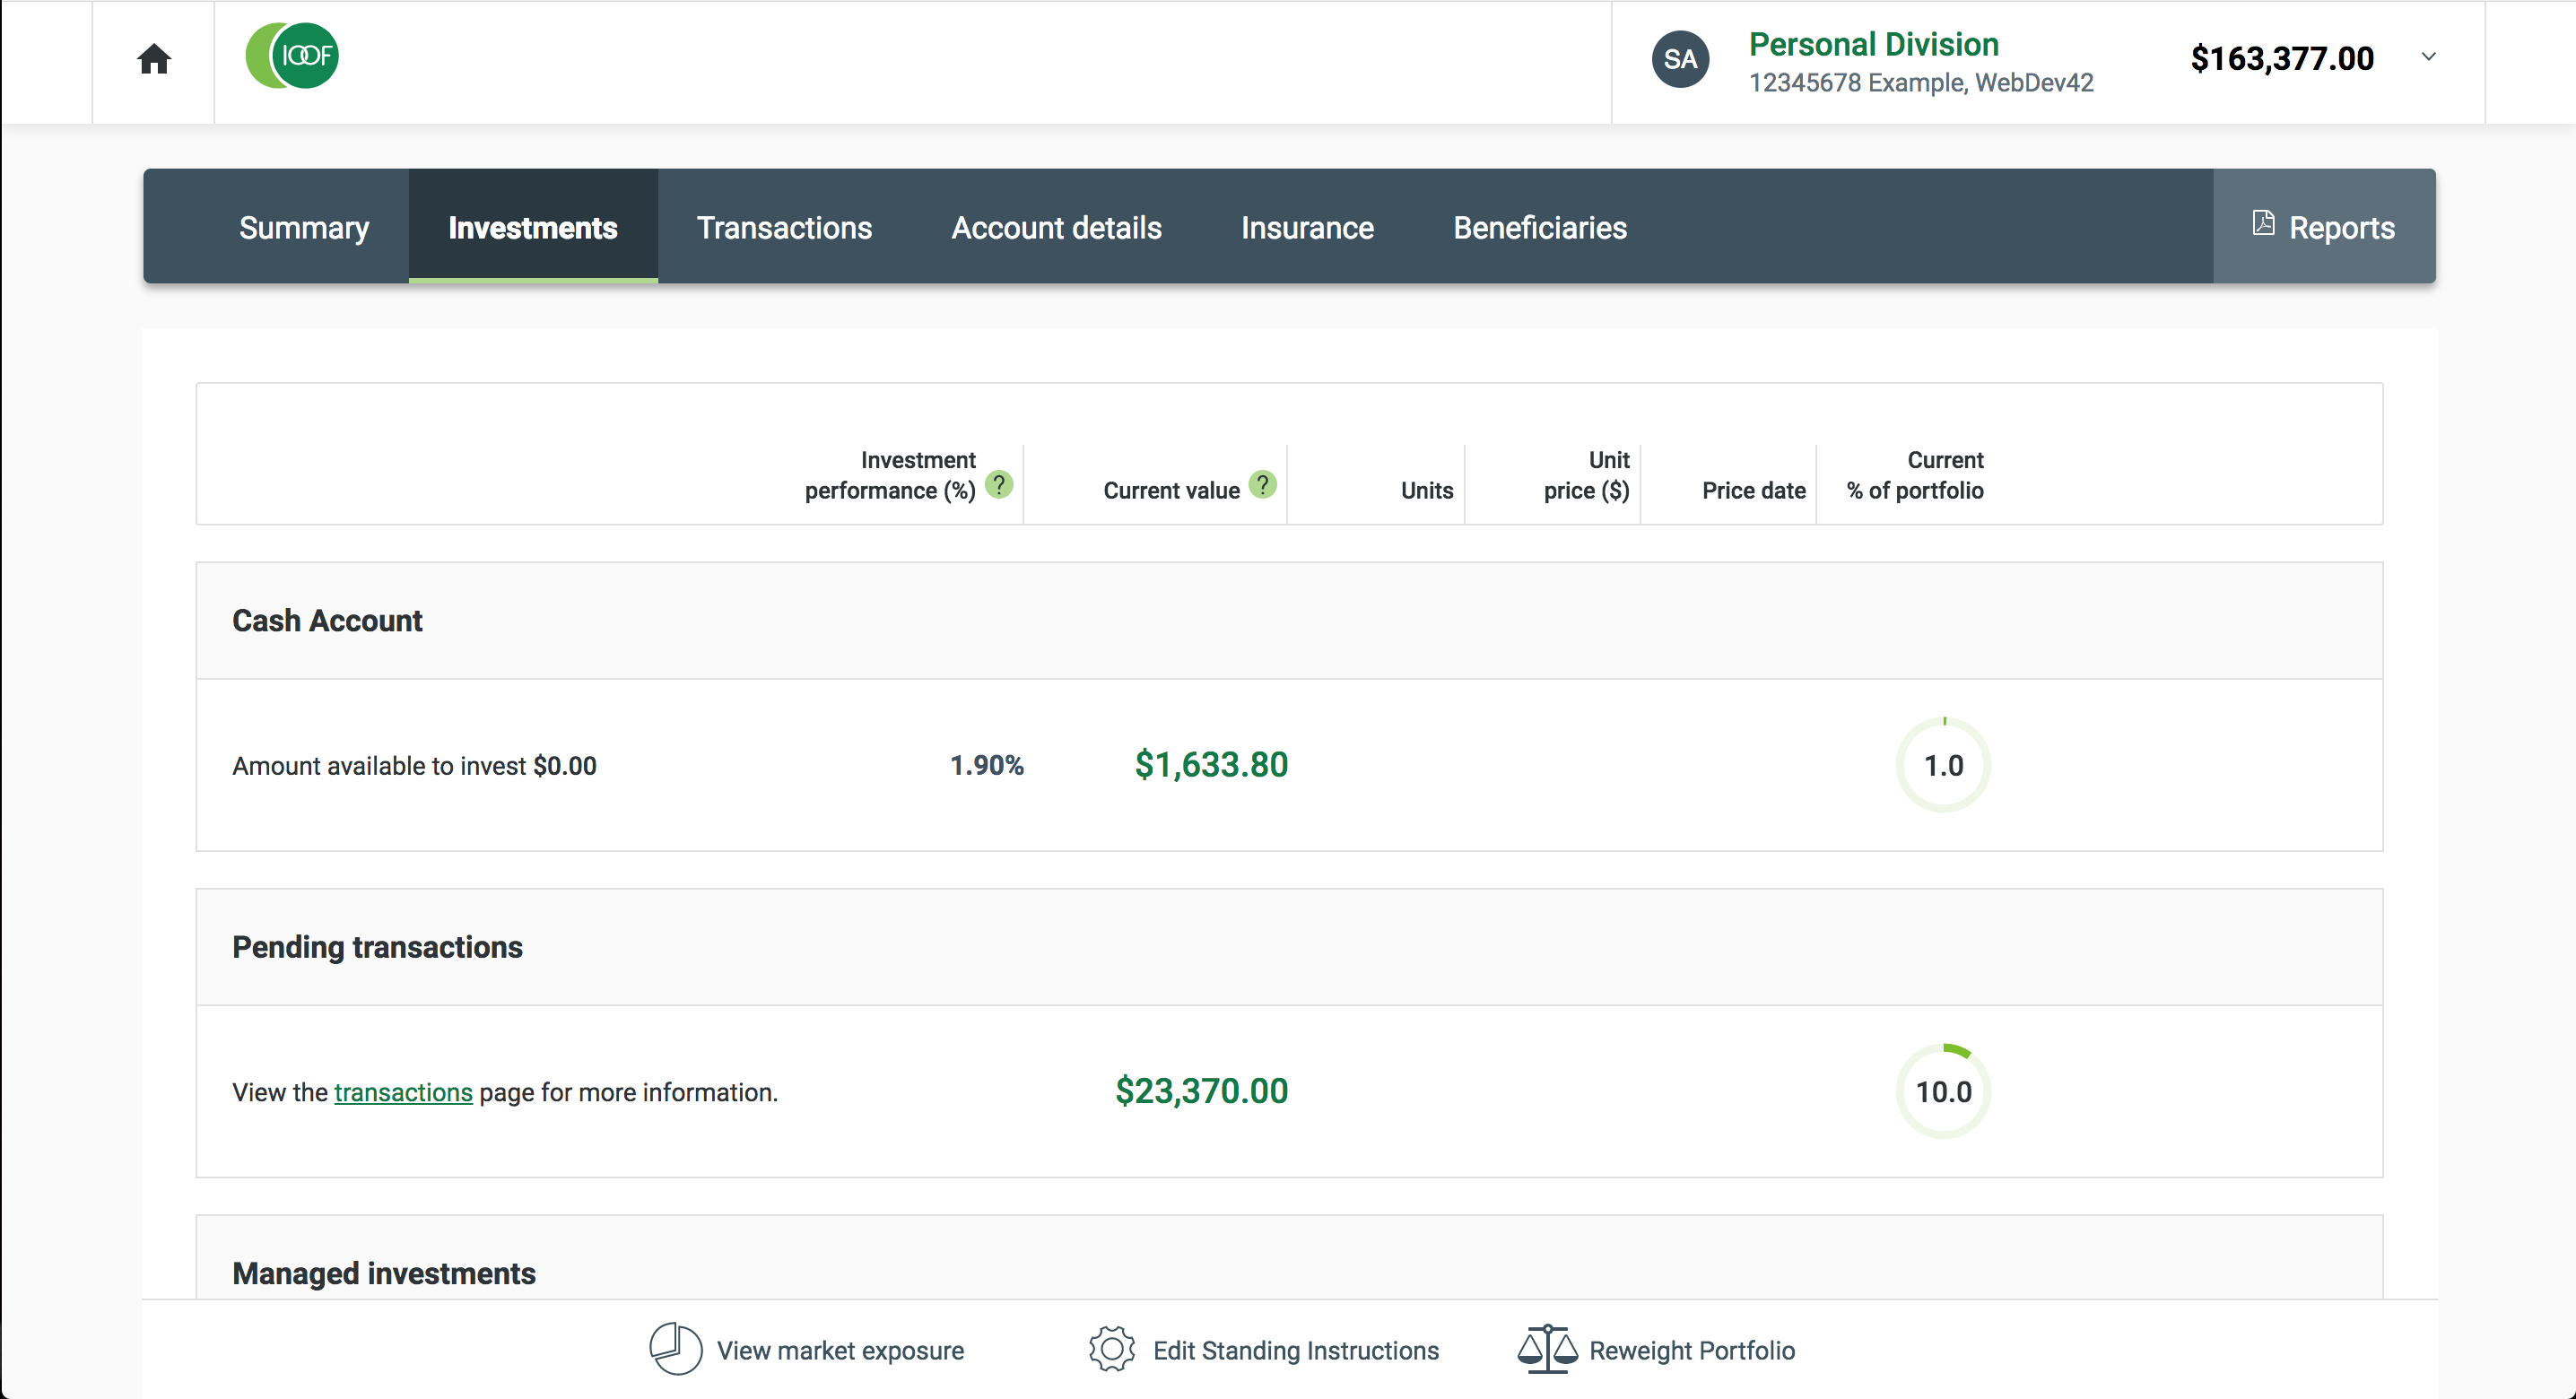 IOOF
SA
Personal Division
12345678 Example, WebDev42
$163,377.00
Summary
Investments
Transactions
Account details
Insurance
Beneficiaries
Reports
Investment
performance (%) ?
Current value ?
Units
Unit
price ($)
Price date
Current
% of portfolio
Cash Account
Amount available to invest $0.00
1.90%
$1,633.80
1.0
Pending transactions
View the transactions page for more information.
$23,370.00
10.0
Managed investments
View market exposure
Edit Standing Instructions
Reweight Portfolio